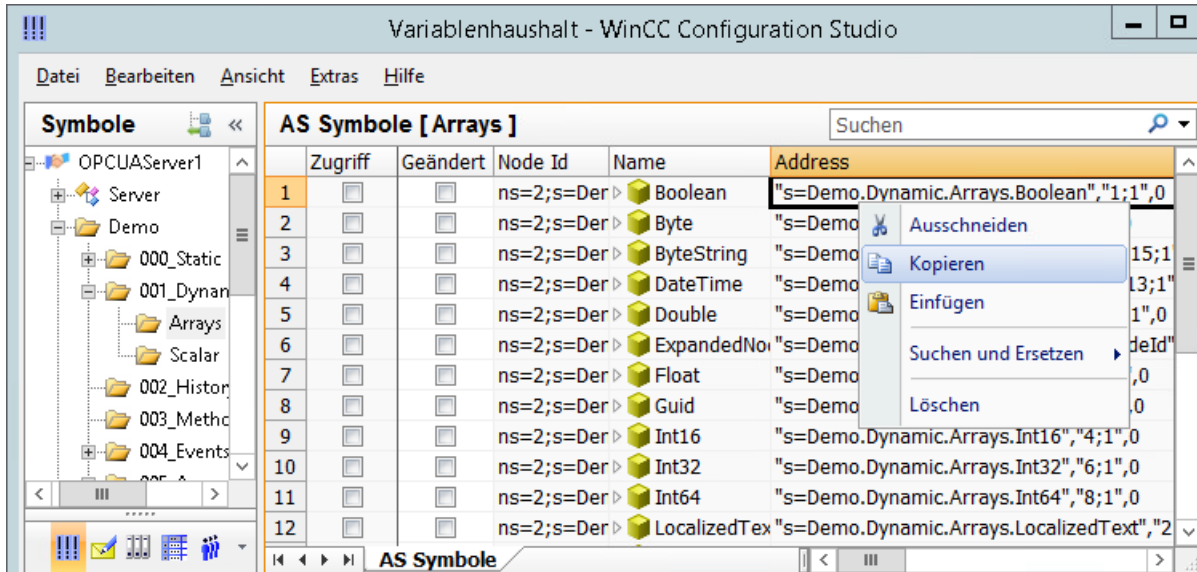 Variablenhaushalt - WinCC Configuration Studio
Datei Bearbeiten Ansicht Extras Hilfe
Symbole «
OPCUAServer1
Server
Demo
000_Static
001_Dynan
Arrays
Scalar
002_Histor
003_Methc
004_Events
AS Symbole [ Arrays ] Suchen
Zugriff Geändert Node Id Name Address
1 ns=2;s=Der Boolean "s=Demo.Dynamic.Arrays.Boolean","1;1",0
2 ns=2;s=Der Byte "s=Demo
3 ns=2;s=Der ByteString "s=Demo 15;1"
4 ns=2;s=Der DateTime "s=Demo 13;1"
5 ns=2;s=Der Double "s=Demo 1",0
6 ns=2;s=Der ExpandedNo "s=Demo deId"
7 ns=2;s=Der Float "s=Demo ,0
8 ns=2;s=Der Guid "s=Demo ,0
9 ns=2;s=Der Int16 "s=Demo.Dynamic.Arrays.Int16","4;1",0
10 ns=2;s=Der Int32 "s=Demo.Dynamic.Arrays.Int32","6;1",0
11 ns=2;s=Der Int64 "s=Demo.Dynamic.Arrays.Int64","8;1",0
12 ns=2;s=Der LocalizedTex "s=Demo.Dynamic.Arrays.LocalizedText","2
Ausschneiden
Kopieren
Einfügen
Suchen und Ersetzen
Löschen
AS Symbole